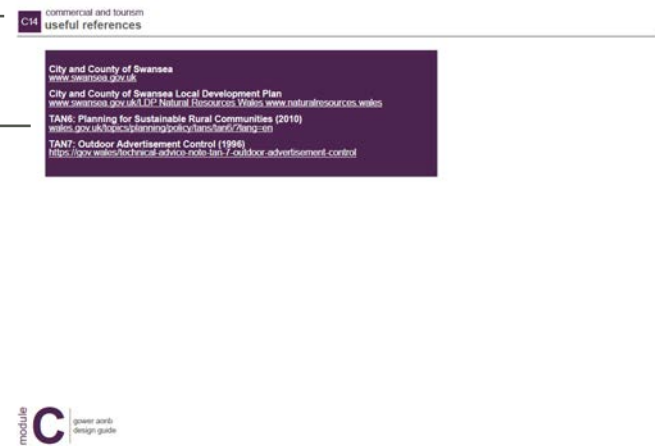 C14
commercial and tourism
useful references
City and County of Swansea
www.swansea.gov.uk
City and County of Swansea Local Development Plan
www.swansea.gov.uk/LDP Natural Resources Wales www.naturalresources.wales
TAN6: Planning for Sustainable Rural Communities (2010)
wales.gov.uk/topics/planning/policy/tans/tan6/?lang=en
TAN7: Outdoor Advertisement Control (1996)
https://gov.wales/technical-advice-note-tan-7-outdoor-advertisement-control
module
C
gower aonb
design guide